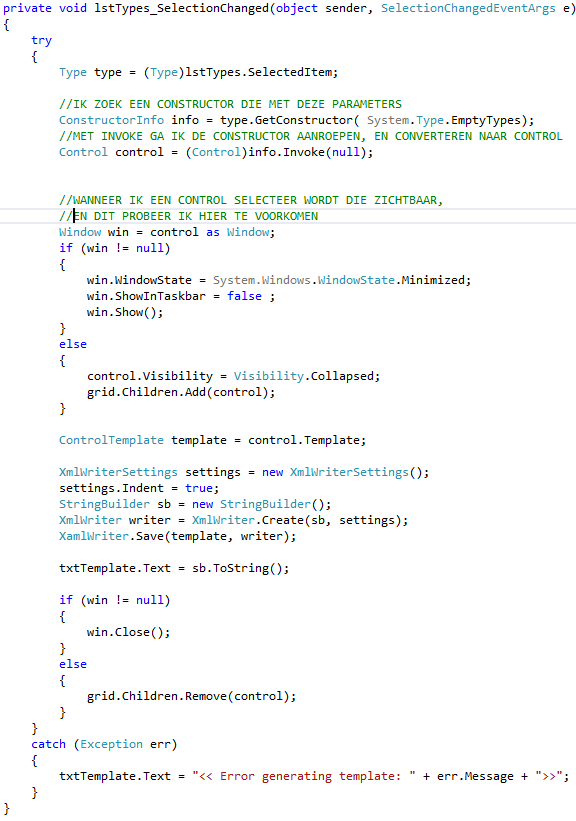 private void lstTypes_SelectionChanged(object sender, SelectionChangedEventArgs e)
{
    try
    {
        Type type = (Type)lstTypes.SelectedItem;

        //IK ZOEK EEN CONSTRUCTOR DIE MET DEZE PARAMETERS
        ConstructorInfo info = type.GetConstructor( System.Type.EmptyTypes);
        //MET INVOKE GA IK DE CONSTRUCTOR AANROEPEN, EN CONVERTEREN NAAR CONTROL
        Control control = (Control)info.Invoke(null);


        //WANNEER IK EEN CONTROL SELECTEER WORDT DIE ZICHTBAAR,
        //EN DIT PROBEER IK HIER TE VOORKOMEN
        Window win = control as Window;
        if (win != null)
        {
            win.WindowState = System.Windows.WindowState.Minimized;
            win.ShowInTaskbar = false ;
            win.Show();
        }
        else
        {
            control.Visibility = Visibility.Collapsed;
            grid.Children.Add(control);
        }

        ControlTemplate template = control.Template;

        XmlWriterSettings settings = new XmlWriterSettings();
        settings.Indent = true;
        StringBuilder sb = new StringBuilder();
        XmlWriter writer = XmlWriter.Create(sb, settings);
        XamlWriter.Save(template, writer);

        txtTemplate.Text = sb.ToString();

        if (win != null)
        {
            win.Close();
        }
        else
        {
            grid.Children.Remove(control);
        }
    }
    catch (Exception err)
    {
        txtTemplate.Text = "<< Error generating template: " + err.Message + ">>";
    }
}